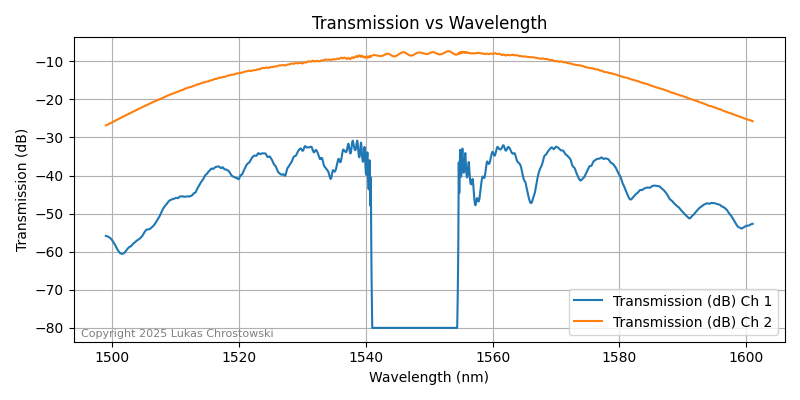 Transmission vs Wavelength
Transmission (dB)
−10
−20
−30
−40
−50
−60
−70
−80
Transmission (dB) Ch 1
Transmission (dB) Ch 2
Copyright 2025 Lukas Chrostowski
1500
1520
1540
1560
1580
1600
Wavelength (nm)